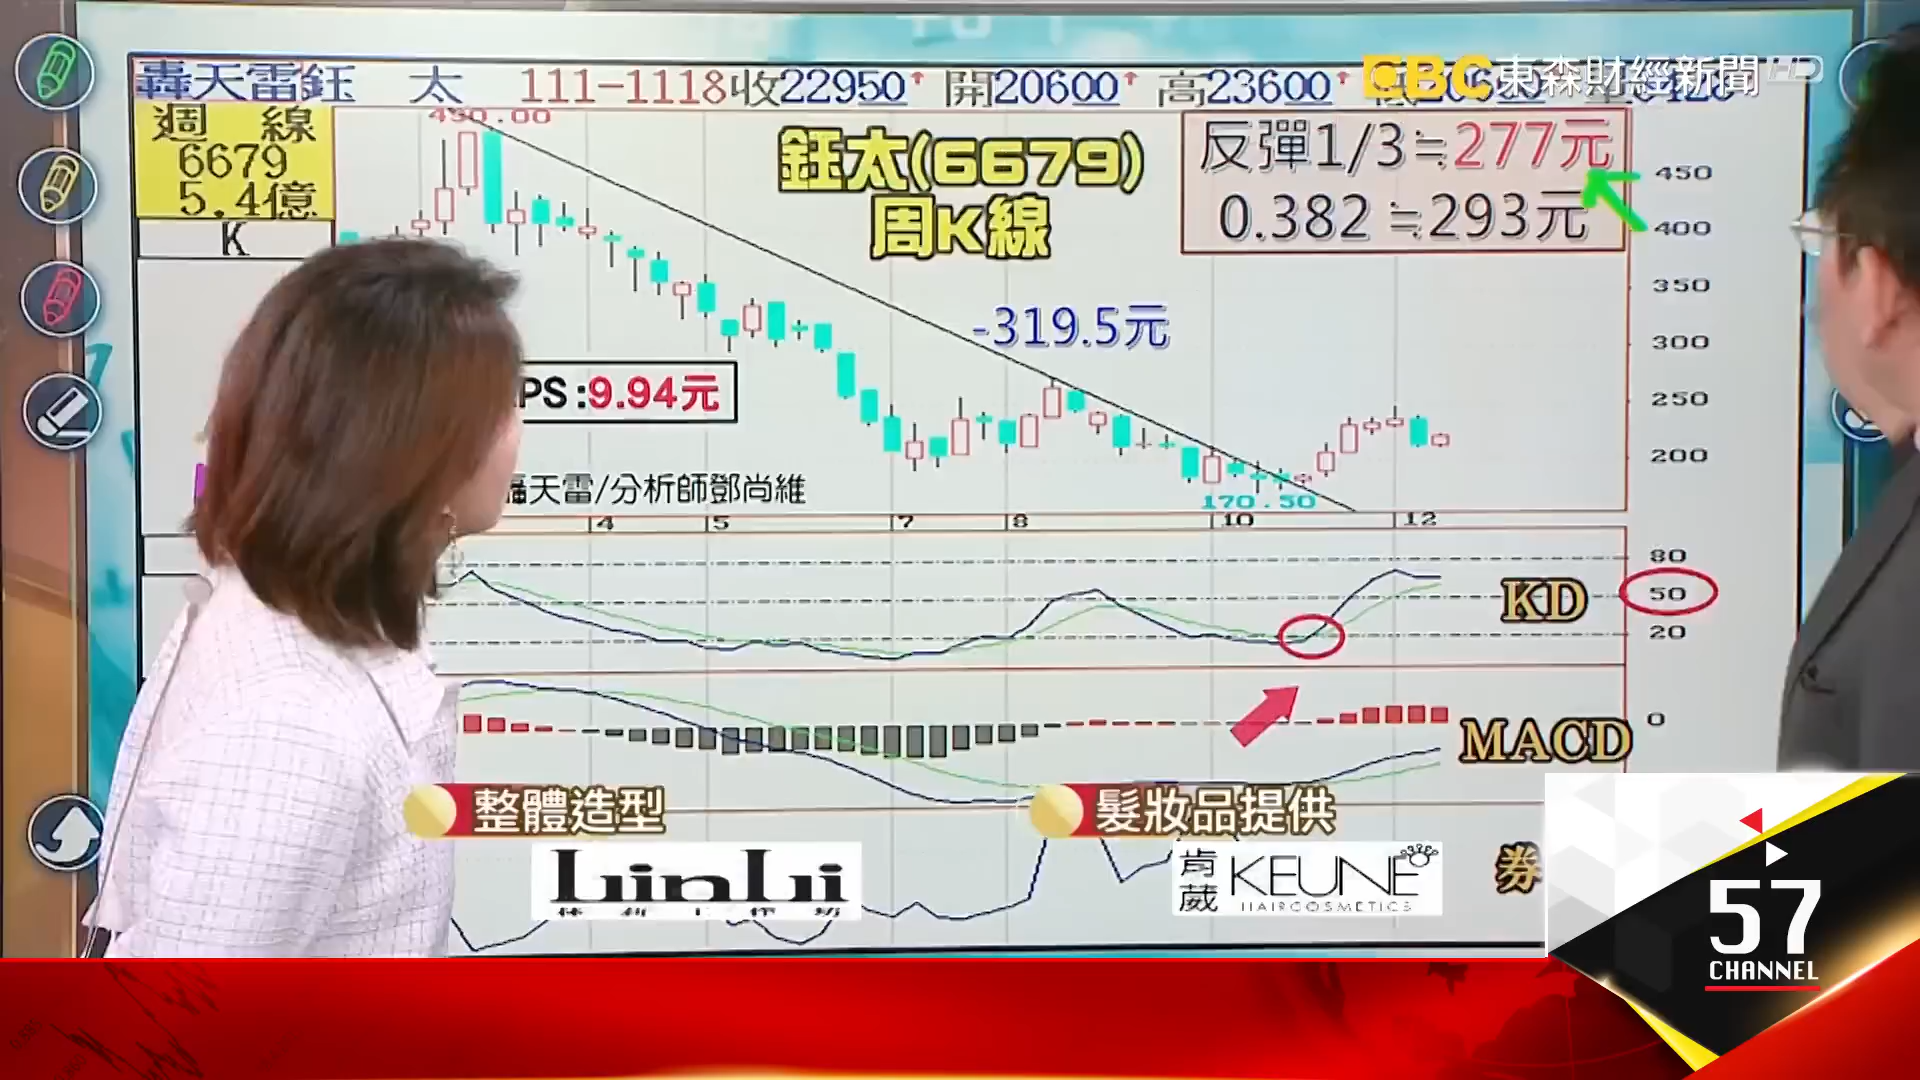 轟天雷鈺 太 111-1118收22950↑ 開20600↑ 高23600↑
EBC東森財經新聞HD
週 線
6679
5.4億
K
490.00
鈺太(6679)
周K線
反彈1/3≒277元
0.382≒293元
-319.5元
PS:9.94元
轟天雷/分析師鄧尚維
170.50
450
400
350
300
250
200
4 5 7 8 10 12
80
50
20
KD
0
MACD
券
整體造型
LinLi
髮妝品提供
肯葳 KEUNE
HAIRCOSMETICS
57
CHANNEL